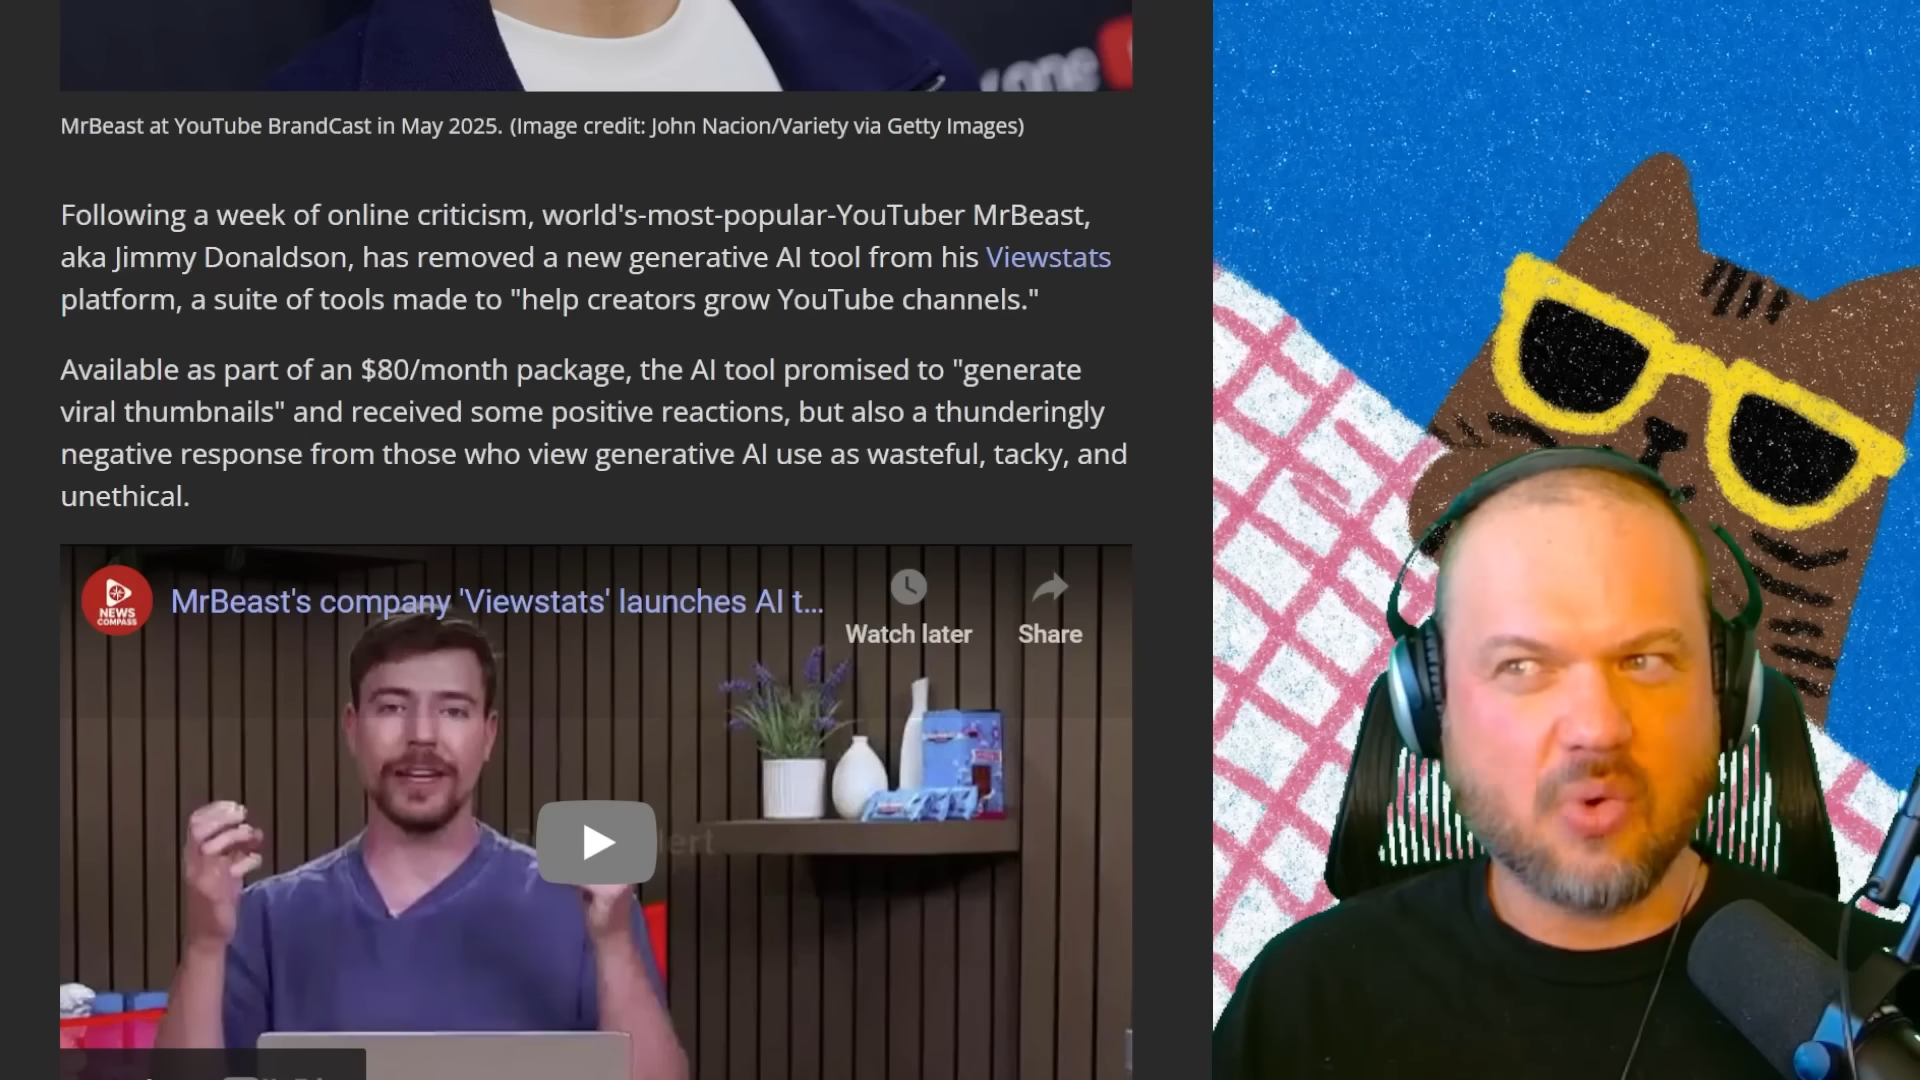 one
MrBeast at YouTube BrandCast in May 2025. (Image credit: John Nacion/Variety via Getty Images)
Following a week of online criticism, world's-most-popular-YouTuber MrBeast,
aka Jimmy Donaldson, has removed a new generative AI tool from his Viewstats
platform, a suite of tools made to "help creators grow YouTube channels."
Available as part of an $80/month package, the AI tool promised to "generate
viral thumbnails" and received some positive reactions, but also a thunderingly
negative response from those who view generative AI use as wasteful, tacky, and
unethical.
NEWS
COMPASS
MrBeast's company 'Viewstats' launches AI t...
Watch later
Share